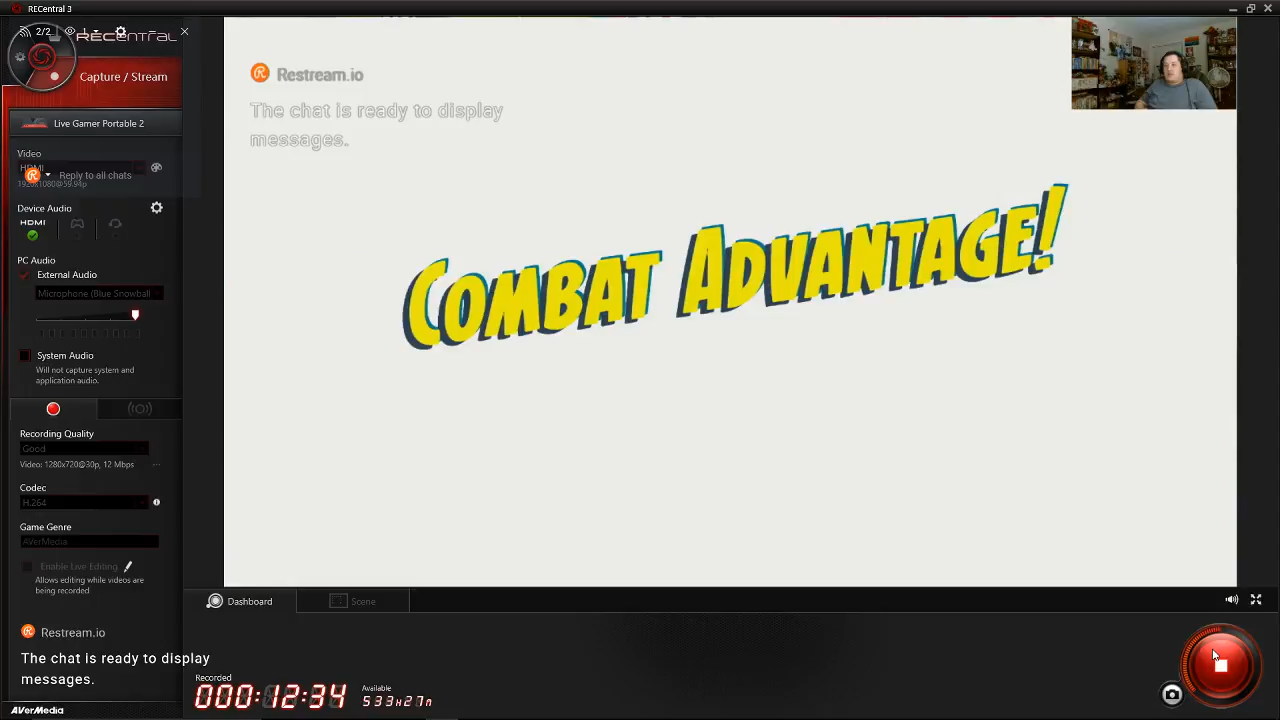 RECentral 3
2/2
RECENTRAL
Capture / Stream
Live Gamer Portable 2
Video
HDMI
Reply to all chats
1920x1080@59.94p
Device Audio
HDMI
PC Audio
External Audio
Microphone (Blue Snowball
System Audio
Will not capture system and
application audio.
Recording Quality
Good
Video: 1280x720@30p, 12 Mbps
Codec
H.264
Game Genre
AVerMedia
Enable Live Editing
Allows editing while videos are
being recorded
Restream.io
The chat is ready to display
messages.
AVerMedia
Restream.io
The chat is ready to display
messages.
COMBAT ADVANTAGE!
Dashboard
Scene
Recorded
000:12:34
Available
533H27M